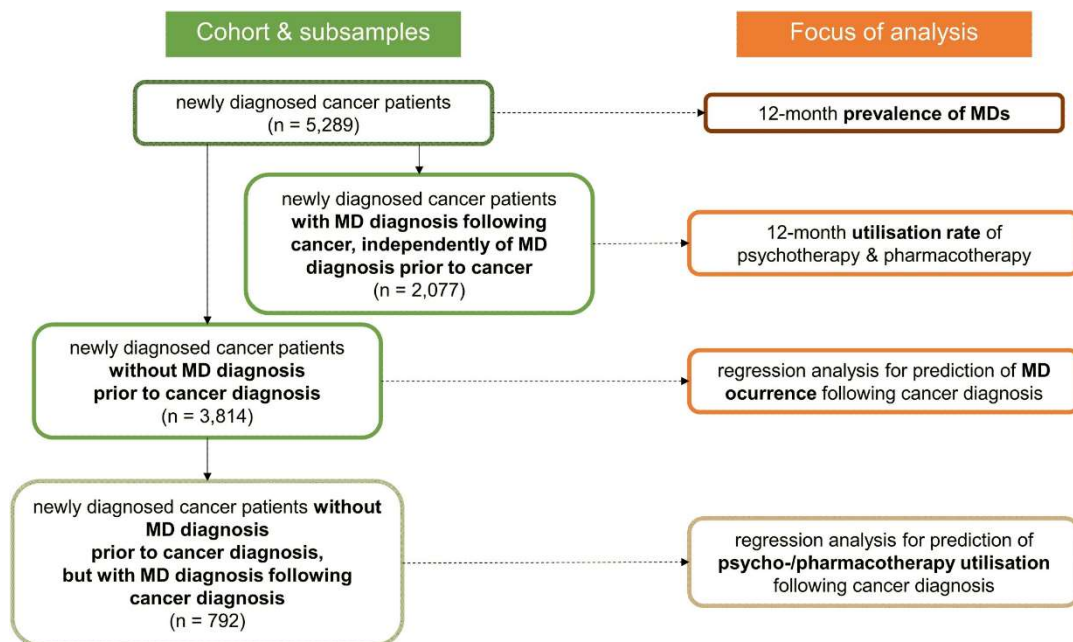 Cohort & subsamples
Focus of analysis
newly diagnosed cancer patients
(n = 5,289)
12-month prevalence of MDs
newly diagnosed cancer patients
with MD diagnosis following
cancer, independently of MD
diagnosis prior to cancer
(n = 2,077)
12-month utilisation rate of
psychotherapy & pharmacotherapy
newly diagnosed cancer patients
without MD diagnosis
prior to cancer diagnosis
(n = 3,814)
regression analysis for prediction of MD
ocurrence following cancer diagnosis
newly diagnosed cancer patients without
MD diagnosis
prior to cancer diagnosis,
but with MD diagnosis following
cancer diagnosis
(n = 792)
regression analysis for prediction of
psycho-/pharmacotherapy utilisation
following cancer diagnosis